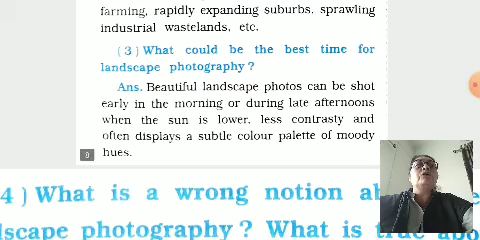 farming, rapidly expanding suburbs, sprawling
industrial wastelands, etc.
(3) What could be the best time for
landscape photography?
Ans. Beautiful landscape photos can be shot
early in the morning or during late afternoons
when the sun is lower, less contrasty and
often displays a subtle colour palette of moody
hues.
8
4) What is a wrong notion
dscape photography? What is true